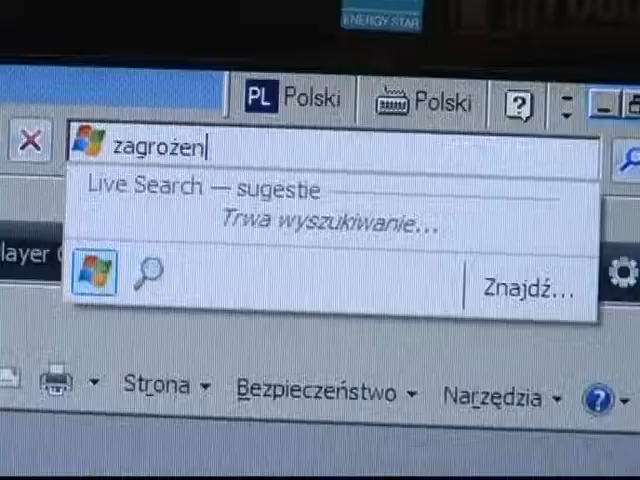 ENERGY STAR
PL Polski Polski
zagrożen
Live Search — sugestie
Trwa wyszukiwanie...
layer
Znajdź...
Strona Bezpieczeństwo Narzędzia